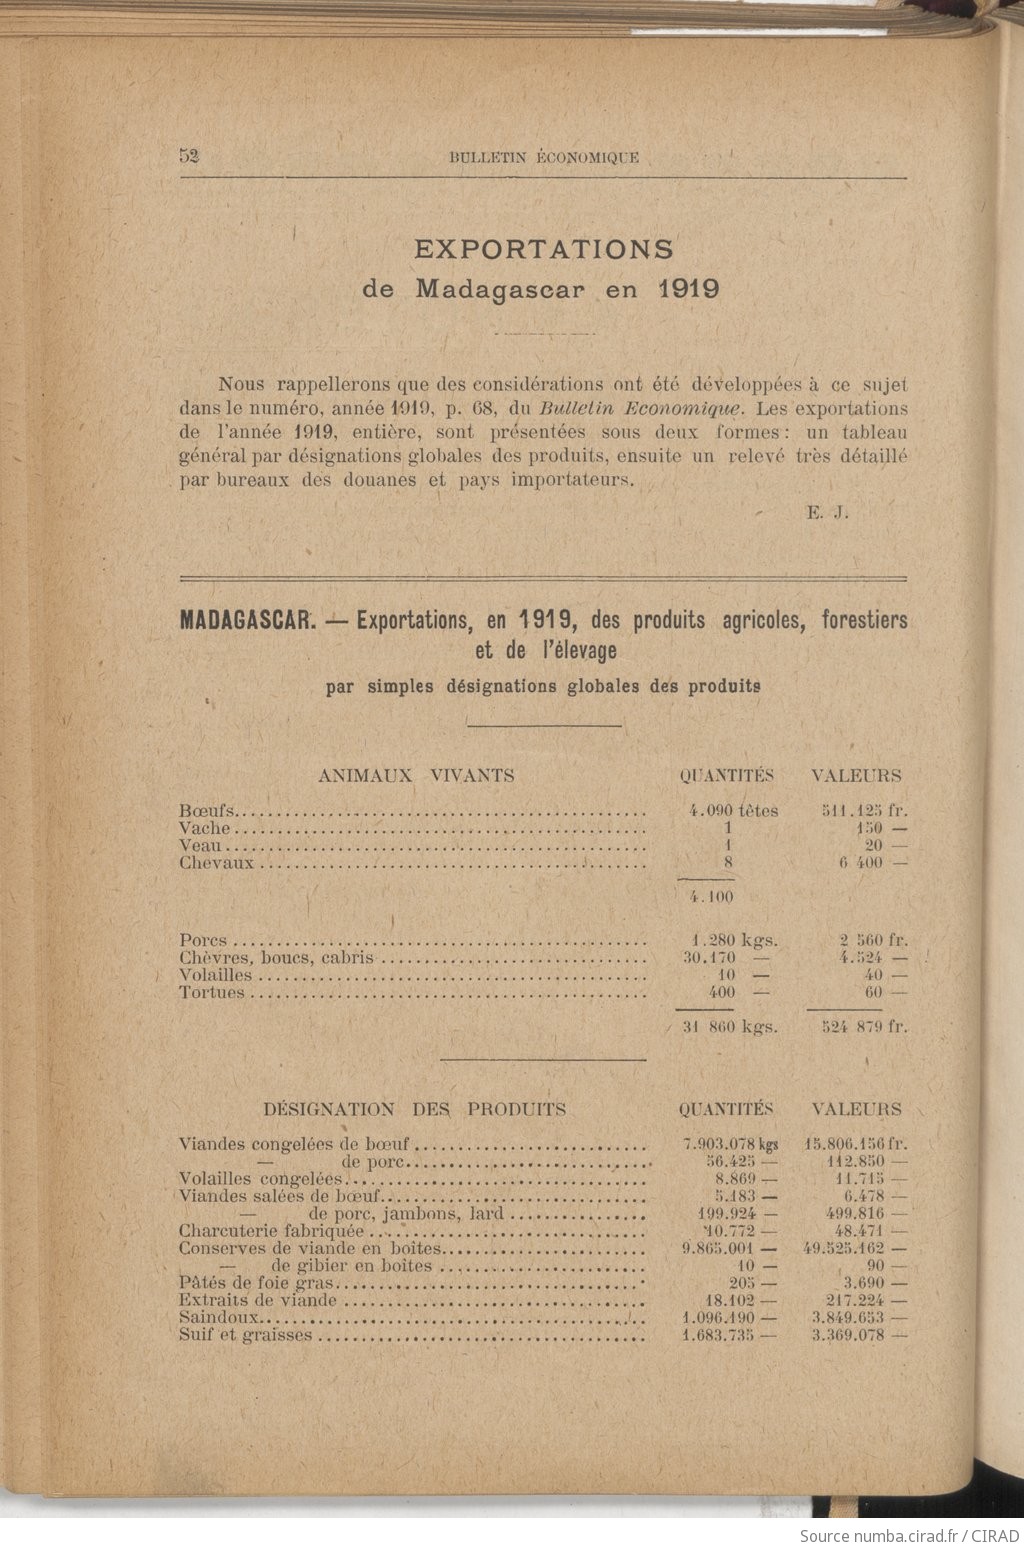 52
BULLETIN ÉCONOMIQUE
EXPORTATIONS
de Madagascar en 1919
Nous rappellerons que des considérations ont été développées à ce sujet
dans le numéro, année 1919, p. 68, du Bulletin Economique. Les exportations
de l'année 1919, entière, sont présentées sous deux formes : un tableau
général par désignations globales des produits, ensuite un relevé très détaillé
par bureaux des douanes et pays importateurs.
E. J.
MADAGASCAR. — Exportations, en 1919, des produits agricoles, forestiers
et de l'élevage
par simples désignations globales des produits
ANIMAUX VIVANTS QUANTITÉS VALEURS
Bœufs 4.090 têtes 511.125 fr.
Vache 1 150 —
Veau 1 20 —
Chevaux 8 6 400 —
4.100
Porcs 1.280 kgs. 2 560 fr.
Chèvres, boucs, cabris 30.170 — 4.524 —
Volailles 10 — 40 —
Tortues 400 — 60 —
31 860 kgs. 524 879 fr.
DÉSIGNATION DES PRODUITS QUANTITÉS VALEURS
Viandes congelées de bœuf 7.903.078 kgs 15.806.156 fr.
— de porc 56.425 — 112.850 —
Volailles congelées 8.869 — 11.715 —
Viandes salées de bœuf 5.183 — 6.478 —
— de porc, jambons, lard 199.924 — 499.816 —
Charcuterie fabriquée 10.772 — 48.471 —
Conserves de viande en boîtes 9.865.001 — 49.525.162 —
— de gibier en boîtes 10 — 90 —
Pâtés de foie gras 205 — 3.690 —
Extraits de viande 18.102 — 217.224 —
Saindoux 1.096.190 — 3.849.653 —
Suif et graisses 1.683.735 — 3.369.078 —
Source numba.cirad.fr / CIRAD